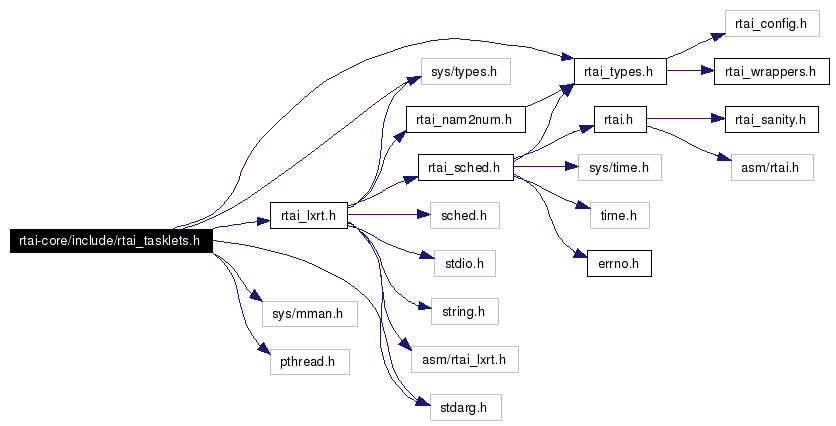 rtai_config.h
sys/types.h
rtai_types.h
rtai_wrappers.h
rtai_nam2num.h
rtai.h
rtai_sanity.h
rtai_sched.h
sys/time.h
asm/rtai.h
rtai_lxrt.h
sched.h
time.h
rtai-core/include/rtai_tasklets.h
stdio.h
errno.h
sys/mman.h
string.h
pthread.h
asm/rtai_lxrt.h
stdarg.h